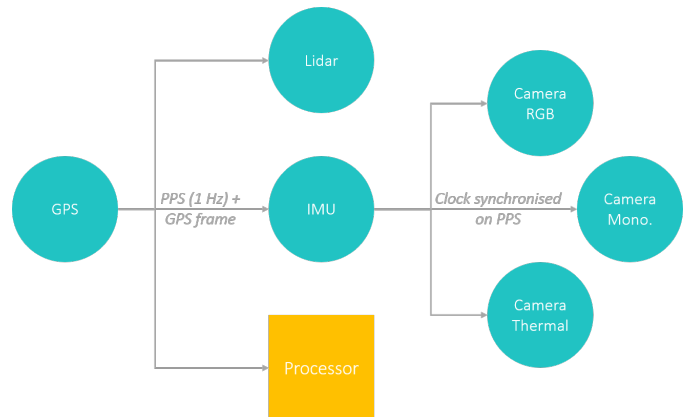 Lidar
Camera
RGB
GPS
PPS (1 Hz) +
GPS frame
IMU
Clock synchronised
on PPS
Camera
Mono.
Camera
Thermal
Processor